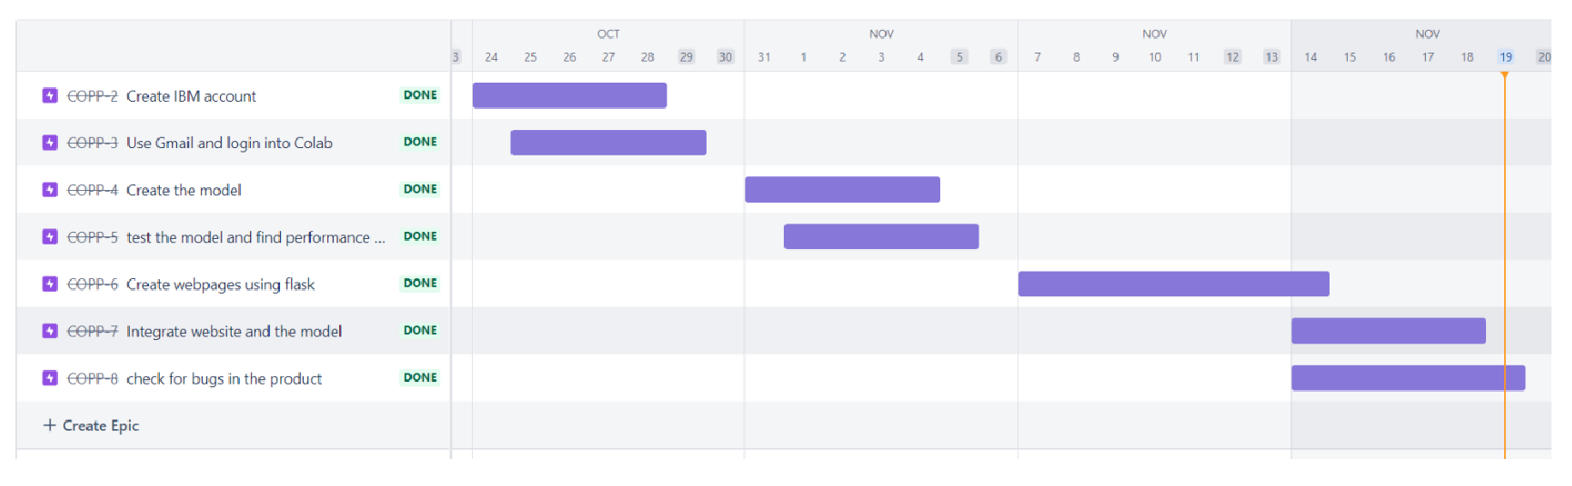 OCT NOV NOV NOV
3 24 25 26 27 28 29 30 31 1 2 3 4 5 6 7 8 9 10 11 12 13 14 15 16 17 18 19 20
COPP-2 Create IBM account DONE
COPP-3 Use Gmail and login into Colab DONE
COPP-4 Create the model DONE
COPP-5 test the model and find performance ... DONE
COPP-6 Create webpages using flask DONE
COPP-7 Integrate website and the model DONE
COPP-8 check for bugs in the product DONE
+ Create Epic